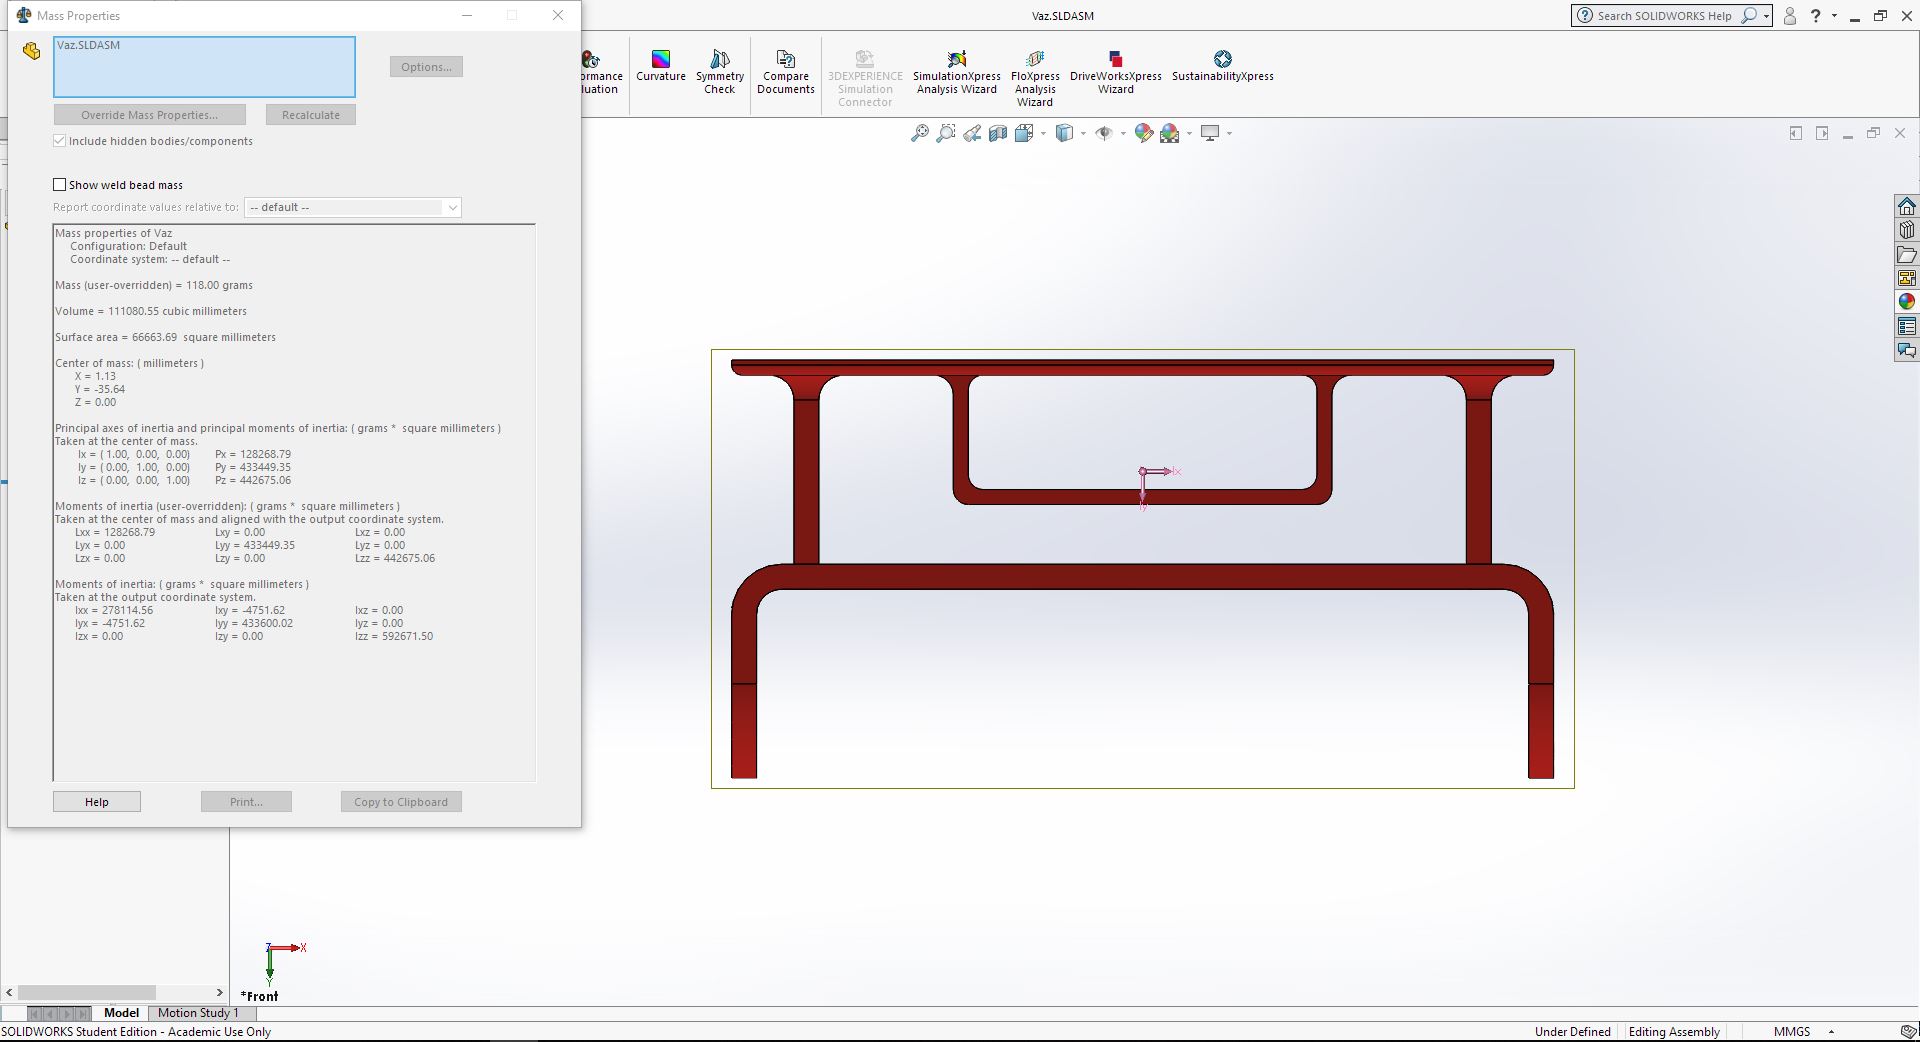 Mass Properties
Vaz.SLDASM
Search SOLIDWORKS Help
Vaz.SLDASM
Options...
Override Mass Properties...
Recalculate
Include hidden bodies/components
Show weld bead mass
Report coordinate values relative to:
-- default --
Curvature
Symmetry
Check
Compare
Documents
3DEXPERIENCE
Simulation
Connector
SimulationXpress
Analysis Wizard
FloXpress
Analysis
Wizard
DriveWorksXpress
Wizard
SustainabilityXpress
Mass properties of Vaz
Configuration: Default
Coordinate system: -- default --
Mass (user-overridden) = 118.00 grams
Volume = 111080.55 cubic millimeters
Surface area = 66663.69 square millimeters
Center of mass: ( millimeters )
X = 1.13
Y = -35.64
Z = 0.00
Principal axes of inertia and principal moments of inertia: ( grams * square millimeters )
Taken at the center of mass.
Ix = ( 1.00, 0.00, 0.00) Px = 128268.79
Iy = ( 0.00, 1.00, 0.00) Py = 433449.35
Iz = ( 0.00, 0.00, 1.00) Pz = 442675.06
Moments of inertia (user-overridden): ( grams * square millimeters )
Taken at the center of mass and aligned with the output coordinate system.
Lxx = 128268.79 Lxy = 0.00 Lxz = 0.00
Lyx = 0.00 Lyy = 433449.35 Lyz = 0.00
Lzx = 0.00 Lzy = 0.00 Lzz = 442675.06
Moments of inertia: ( grams * square millimeters )
Taken at the output coordinate system.
Ixx = 278114.56 Ixy = -4751.62 Ixz = 0.00
Iyx = -4751.62 Iyy = 433600.02 Iyz = 0.00
Izx = 0.00 Izy = 0.00 Izz = 592671.50
Help
Print...
Copy to Clipboard
Ix
Iy
Z
X
Y
*Front
Model
Motion Study 1
SOLIDWORKS Student Edition - Academic Use Only
Under Defined
Editing Assembly
MMGS